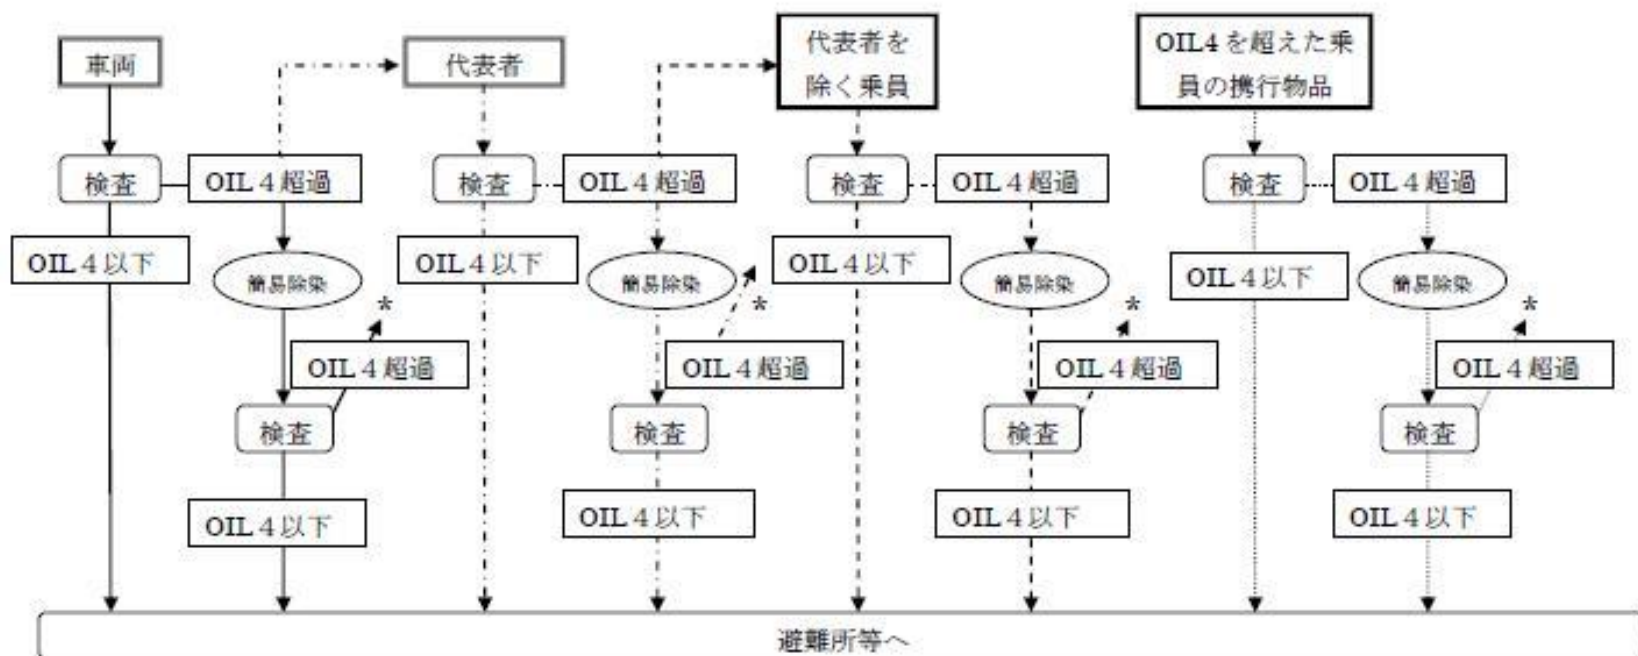 車両
代表者
代表者を
除く乗員
OIL4を超えた乗
員の携行物品
検査
OIL４超過
検査
OIL４超過
検査
OIL４超過
検査
OIL４超過
OIL４以下
簡易除染
OIL４以下
簡易除染
OIL４以下
簡易除染
OIL４以下
簡易除染
*
*
*
*
OIL４超過
OIL４超過
OIL４超過
OIL４超過
検査
検査
検査
検査
OIL４以下
OIL４以下
OIL４以下
OIL４以下
避難所等へ